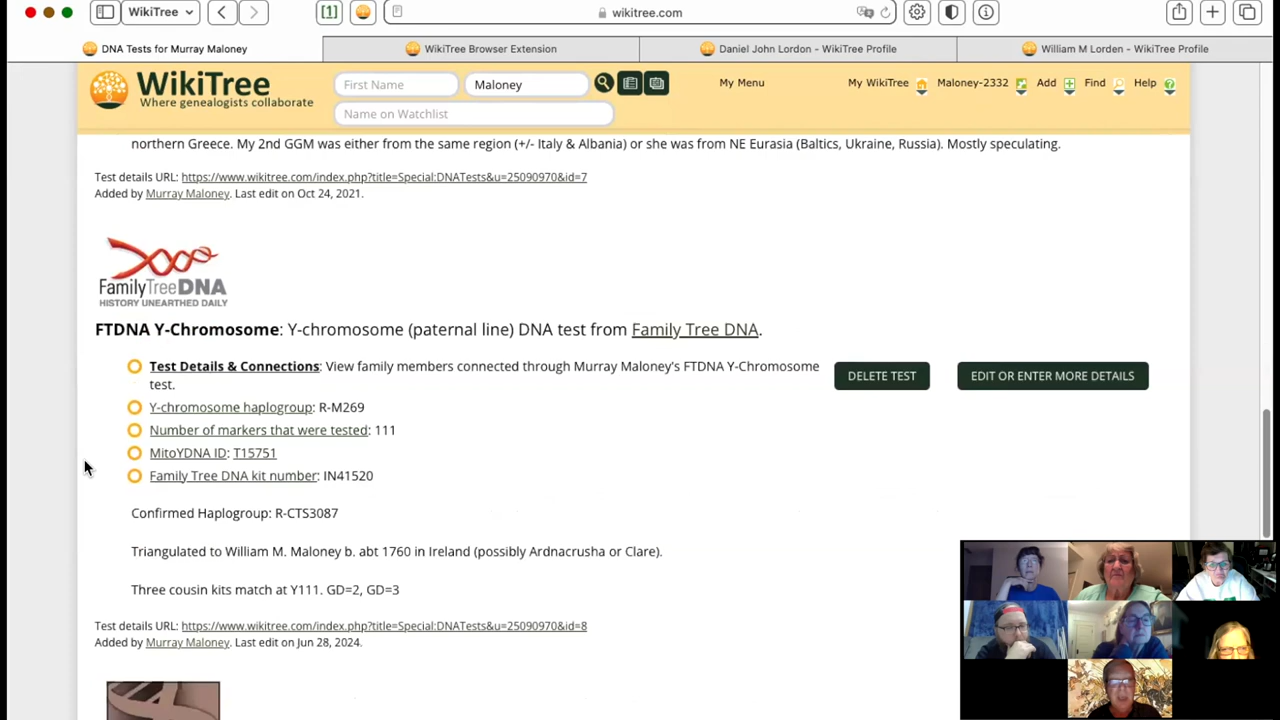 WikiTree
[1]
wikitree.com
DNA Tests for Murray Maloney
WikiTree Browser Extension
Daniel John Lordon - WikiTree Profile
William M Lorden - WikiTree Profile
WikiTree
Where genealogists collaborate
First Name
Maloney
Name on Watchlist
My Menu
My WikiTree
Maloney-2332
Add
Find
Help
northern Greece. My 2nd GGM was either from the same region (+/- Italy & Albania) or she was from NE Eurasia (Baltics, Ukraine, Russia). Mostly speculating.
Test details URL: https://www.wikitree.com/index.php?title=Special:DNATests&u=25090970&id=7
Added by Murray Maloney. Last edit on Oct 24, 2021.
FamilyTreeDNA
HISTORY UNEARTHED DAILY
FTDNA Y-Chromosome: Y-chromosome (paternal line) DNA test from Family Tree DNA.
Test Details & Connections: View family members connected through Murray Maloney's FTDNA Y-Chromosome
test.
DELETE TEST
EDIT OR ENTER MORE DETAILS
Y-chromosome haplogroup: R-M269
Number of markers that were tested: 111
MitoYDNA ID: T15751
Family Tree DNA kit number: IN41520
Confirmed Haplogroup: R-CTS3087
Triangulated to William M. Maloney b. abt 1760 in Ireland (possibly Ardnacrusha or Clare).
Three cousin kits match at Y111. GD=2, GD=3
Test details URL: https://www.wikitree.com/index.php?title=Special:DNATests&u=25090970&id=8
Added by Murray Maloney. Last edit on Jun 28, 2024.